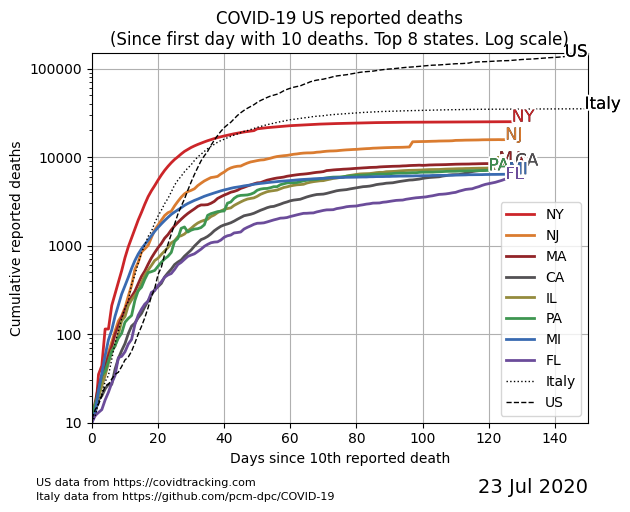 COVID-19 US reported deaths
(Since first day with 10 deaths. Top 8 states. Log scale)
US
100000
Italy
NY
NJ
MA
CA
IL
PA
MI
FL
10000
1000
100
10
Cumulative reported deaths
NY
NJ
MA
CA
IL
PA
MI
FL
Italy
US
0 20 40 60 80 100 120 140
Days since 10th reported death
US data from https://covidtracking.com
Italy data from https://github.com/pcm-dpc/COVID-19
23 Jul 2020